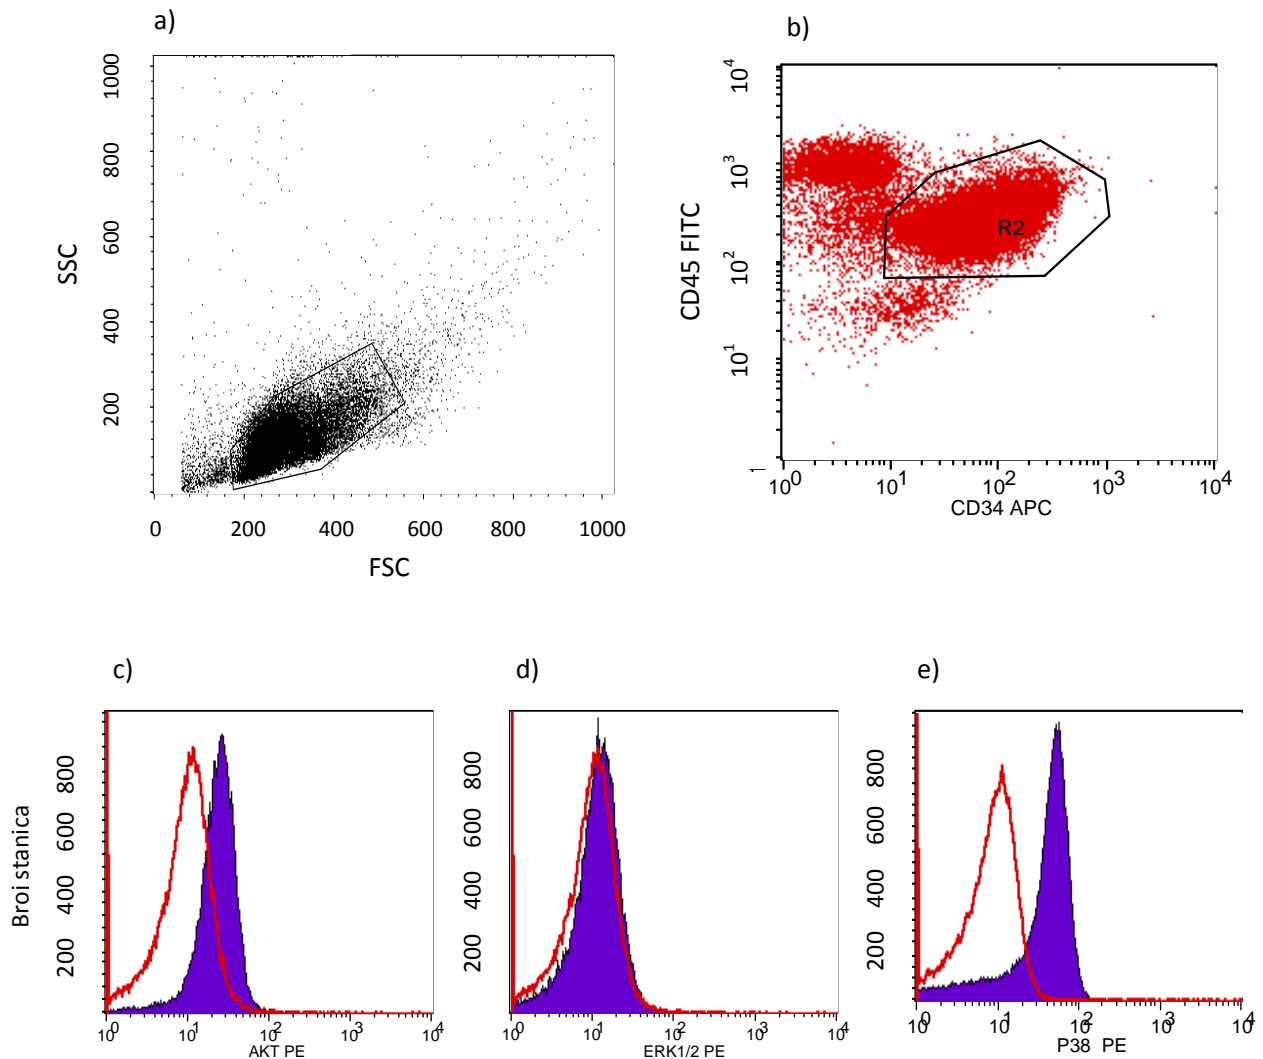 a)
1000
800
600
400
200
SSC
0 200 400 600 800 1000
FSC
b)
10^4
10^3
10^2
10^1
CD45 FITC
R2
10^0 10^1 10^2 10^3 10^4
CD34 APC
c)
800
600
400
200
Broj stanica
10^0 10^1 10^2 10^3 10^4
AKT PE
d)
800
600
400
200
10^0 10^1 10^2 10^3 10^4
ERK1/2 PE
e)
800
600
400
200
10^0 10^1 10^2 10^3 10^4
P38 PE